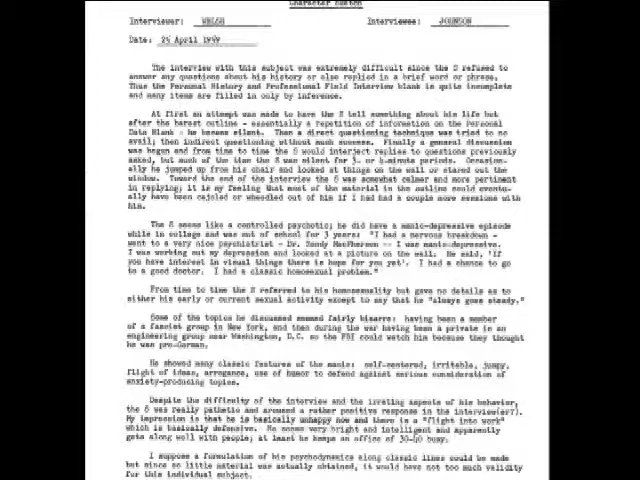 Character Sketch
Interviewer: WELSH Interviewee: JOHNSON
Date: 25 April 1959
The interview with this subject was extremely difficult since the S refused to
answer any questions about his history or else replied in a brief word or phrase.
Thus the Personal History and Professional Field Interview blank is quite incomplete
and many items are filled in only by inference.
At first an attempt was made to have the S tell something about his life but
after the barest outline - essentially a repetition of information on the Personal
Data Blank - he became silent. Then a direct questioning technique was tried to no
avail; then indirect questioning without much success. Finally a general discussion
was begun and from time to time the S would interject replies to questions previously
asked, but much of the time the S was silent for 3- or 4-minute periods. Occasion-
ally he jumped up from his chair and looked at things on the wall or stared out the
window. Toward the end of the interview the S was somewhat calmer and more pertinent
in replying; it is my feeling that most of the material in the outline could eventu-
ally have been cajoled or wheedled out of him if I had had a couple more sessions with
him.
The S seems like a controlled psychotic; he did have a manic-depressive episode
while in college and was out of school for 3 years: "I had a nervous breakdown -
went to a very nice psychiatrist - Dr. Sandy MacPherson -- I was manic-depressive.
I was working out my depression and looked at a picture on the wall. He said, 'If
you have interest in visual things there is hope for you yet'. I had a chance to go
to a good doctor. I had a classic homosexual problem."
From time to time the S referred to his homosexuality but gave no details as to
either his early or current sexual activity except to say that he "always goes steady."
Some of the topics he discussed seemed fairly bizarre: having been a member
of a fascist group in New York, and then during the war having been a private in an
engineering group near Washington, D.C. so the FBI could watch him because they thought
he was pro-German.
He showed many classic features of the manic: self-centered, irritable, jumpy,
flight of ideas, arrogance, use of humor to defend against serious consideration of
anxiety-producing topics.
Despite the difficulty of the interview and the irrating aspects of his behavior,
the S was really pathetic and aroused a rather positive response in the interview(er?).
My impression is that he is basically unhappy now and there is a "flight into work"
which is basically defensive. He seems very bright and intelligent and apparently
gets along well with people; at least he keeps an office of 30-40 busy.
I suppose a formulation of his psychodynamics along classic lines could be made
but since so little material was actually obtained, it would have not too much validity
for this individual subject.